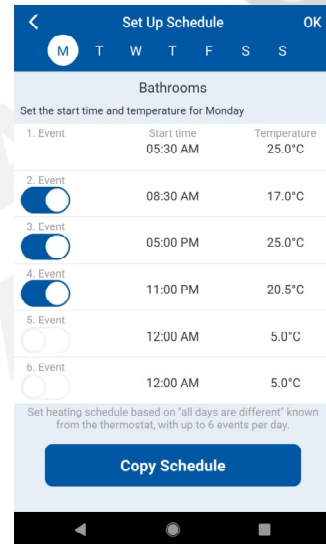 Set Up Schedule OK
M T W T F S S
Bathrooms
Set the start time and temperature for Monday
1. Event Start time Temperature
05:30 AM 25.0°C
2. Event
08:30 AM 17.0°C
3. Event
05:00 PM 25.0°C
4. Event
11:00 PM 20.5°C
5. Event
12:00 AM 5.0°C
6. Event
12:00 AM 5.0°C
Set heating schedule based on "all days are different" known
from the thermostat, with up to 6 events per day.
Copy Schedule